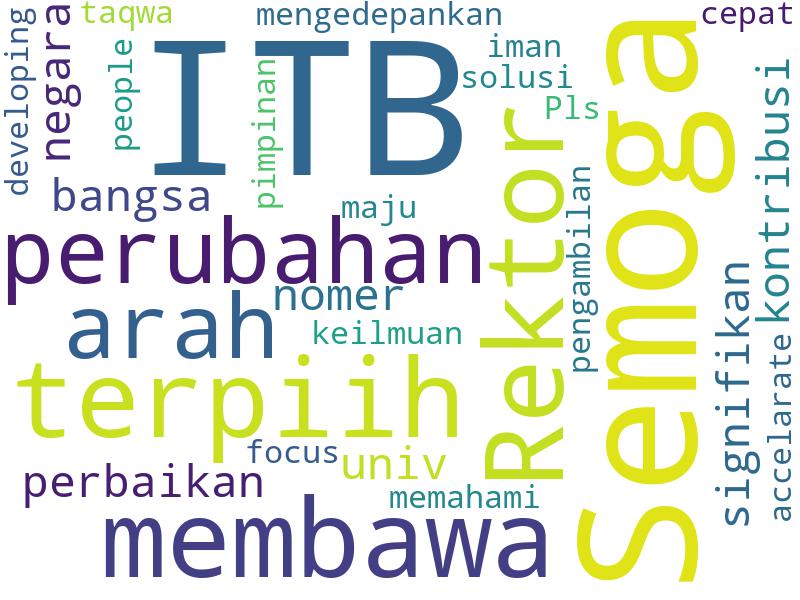 developing
negara
taqwa
people
ITB
mengedepankan
pimpinan
iman
solusi
Pls
cepat
Semoga
kontribusi
bangsa
maju
Rektor
pengambilan
perubahan
nomer
arah
keilmuan
terpiih
signifikan
accelarate
focus
univ
perbaikan
memahami
membawa